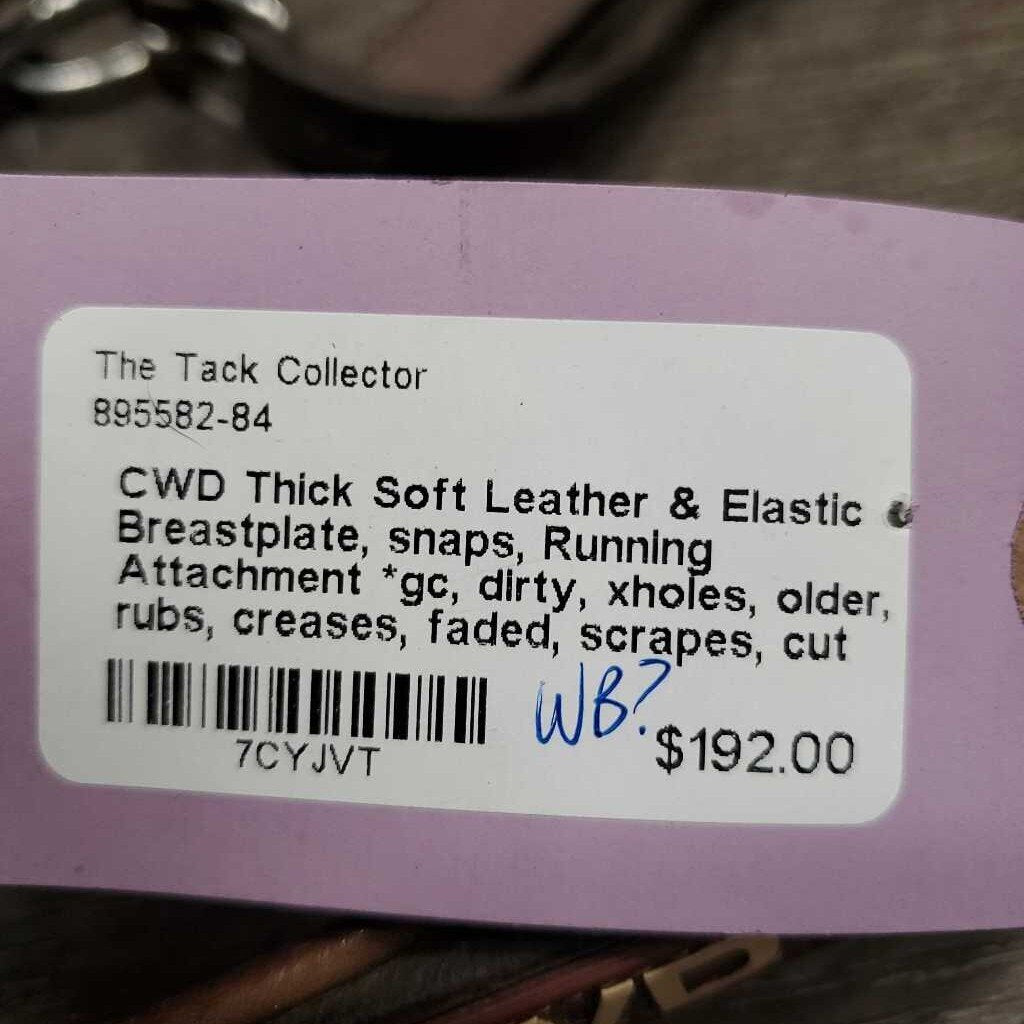 The Tack Collector
895582-84
CWD Thick Soft Leather & Elastic
Breastplate, snaps, Running
Attachment *gc, dirty, xholes, older,
rubs, creases, faded, scrapes, cut
WB?
7CYJVT
$192.00